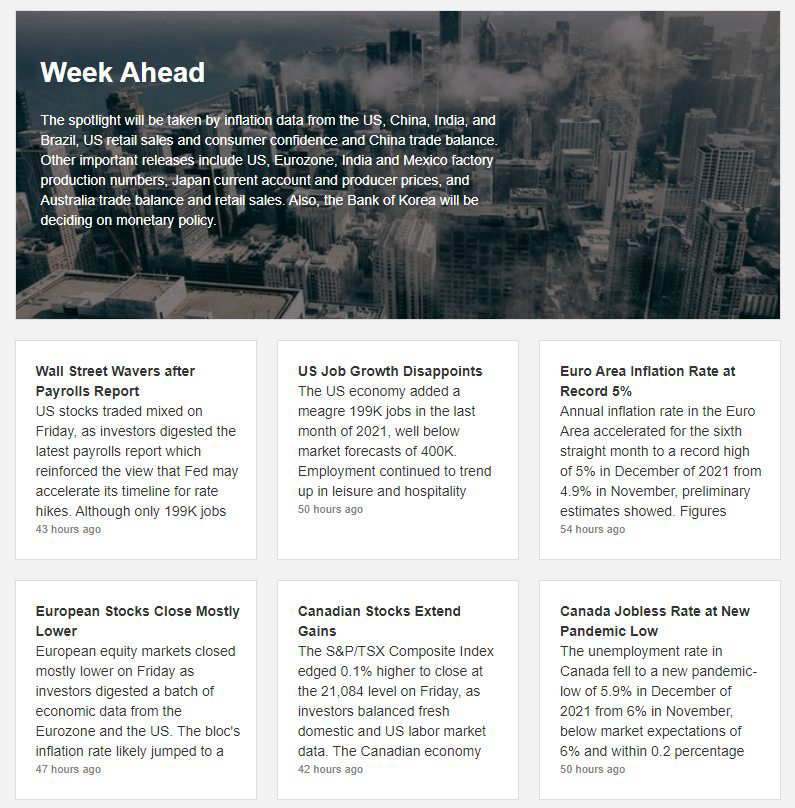 Week Ahead
The spotlight will be taken by inflation data from the US, China, India, and
Brazil, US retail sales and consumer confidence and China trade balance.
Other important releases include US, Eurozone, India and Mexico factory
production numbers, Japan current account and producer prices, and
Australia trade balance and retail sales. Also, the Bank of Korea will be
deciding on monetary policy.
Wall Street Wavers after
Payrolls Report
US stocks traded mixed on
Friday, as investors digested the
latest payrolls report which
reinforced the view that Fed may
accelerate its timeline for rate
hikes. Although only 199K jobs
43 hours ago
US Job Growth Disappoints
The US economy added a
meagre 199K jobs in the last
month of 2021, well below
market forecasts of 400K.
Employment continued to trend
up in leisure and hospitality
50 hours ago
Euro Area Inflation Rate at
Record 5%
Annual inflation rate in the Euro
Area accelerated for the sixth
straight month to a record high
of 5% in December of 2021 from
4.9% in November, preliminary
estimates showed. Figures
54 hours ago
European Stocks Close Mostly
Lower
European equity markets closed
mostly lower on Friday as
investors digested a batch of
economic data from the
Eurozone and the US. The bloc's
inflation rate likely jumped to a
47 hours ago
Canadian Stocks Extend
Gains
The S&P/TSX Composite Index
edged 0.1% higher to close at
the 21,084 level on Friday, as
investors balanced fresh
domestic and US labor market
data. The Canadian economy
42 hours ago
Canada Jobless Rate at New
Pandemic Low
The unemployment rate in
Canada fell to a new pandemic-
low of 5.9% in December of
2021 from 6% in November,
below market expectations of
6% and within 0.2 percentage
50 hours ago